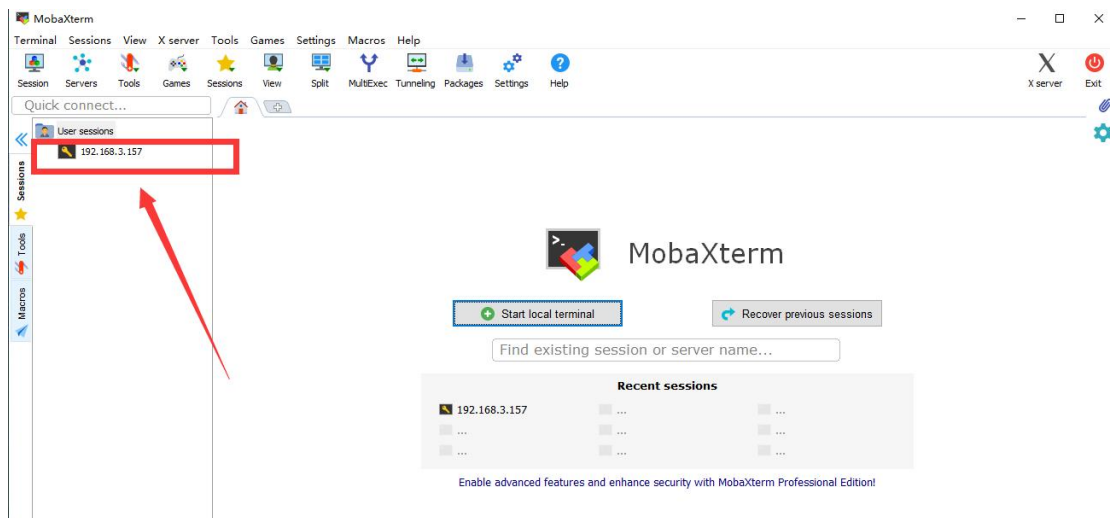 MobaXterm
Terminal Sessions View X server Tools Games Settings Macros Help
Session Servers Tools Games Sessions View Split MultiExec Tunneling Packages Settings Help X server Exit
Quick connect...
User sessions
192.168.3.157
Sessions
Tools
Macros
MobaXterm
Start local terminal Recover previous sessions
Find existing session or server name...
Recent sessions
192.168.3.157 ... ...
... ... ...
... ... ...
Enable advanced features and enhance security with MobaXterm Professional Edition!